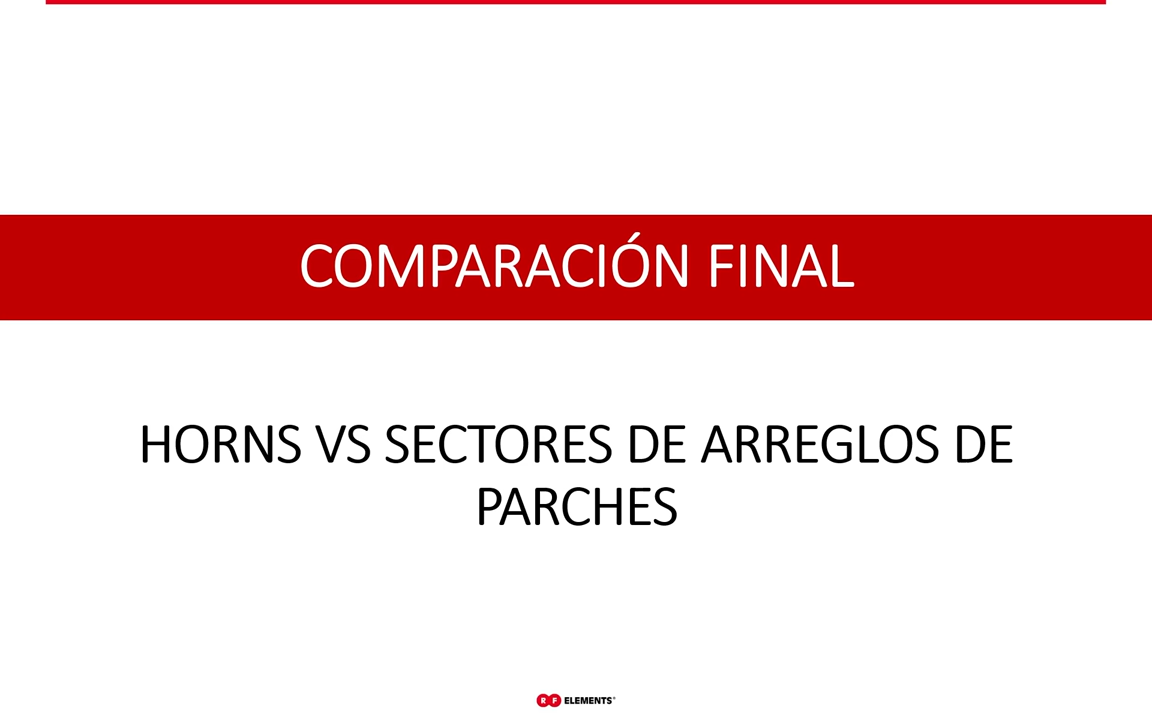 COMPARACIÓN FINAL
HORNS VS SECTORES DE ARREGLOS DE
PARCHES
RF ELEMENTS®